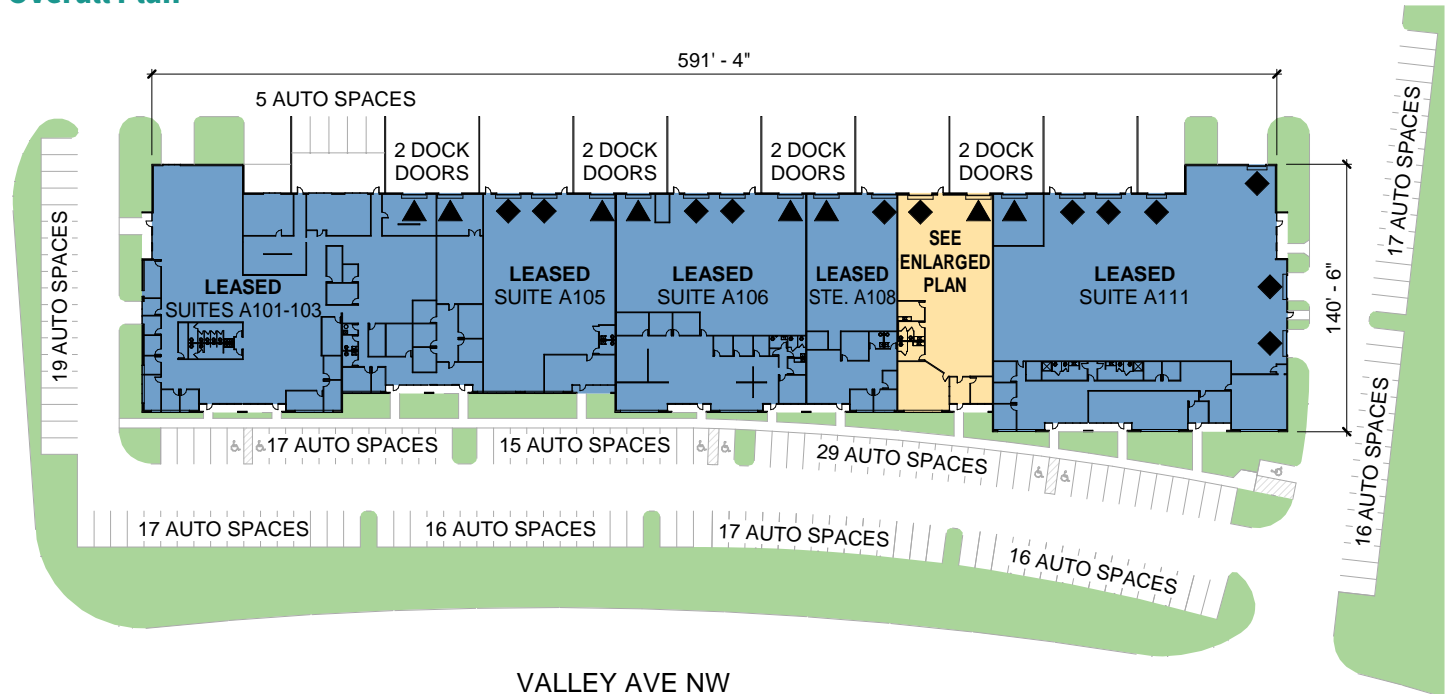 Overall Plan
591' - 4"
5 AUTO SPACES
2 DOCK
DOORS
2 DOCK
DOORS
2 DOCK
DOORS
2 DOCK
DOORS
17 AUTO SPACES
19 AUTO SPACES
LEASED
SUITES A101-103
LEASED
SUITE A105
LEASED
SUITE A106
LEASED
STE. A108
SEE
ENLARGED
PLAN
LEASED
SUITE A111
140' - 6"
16 AUTO SPACES
17 AUTO SPACES
15 AUTO SPACES
29 AUTO SPACES
17 AUTO SPACES
16 AUTO SPACES
17 AUTO SPACES
16 AUTO SPACES
VALLEY AVE NW